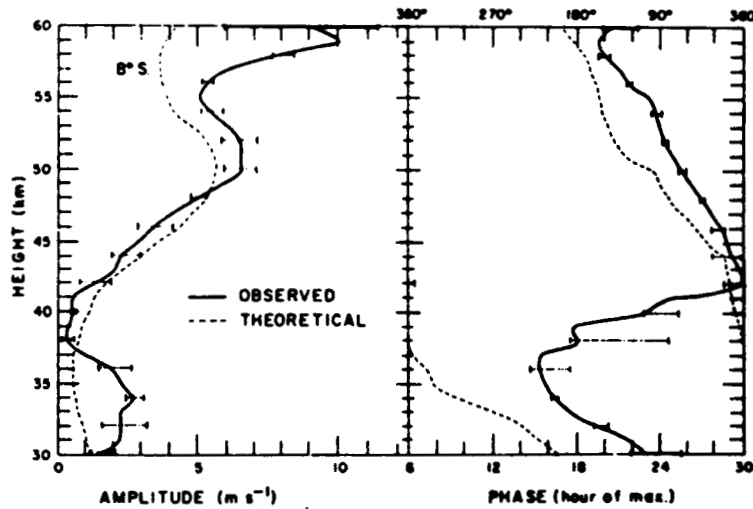 360° 270° 180° 90° 360
60
8°S.
55
50
45
40
35
30
HEIGHT (km)
OBSERVED
THEORETICAL
0 5 10 6 12 18 24 30
AMPLITUDE (m s⁻¹) PHASE (hour of max.)